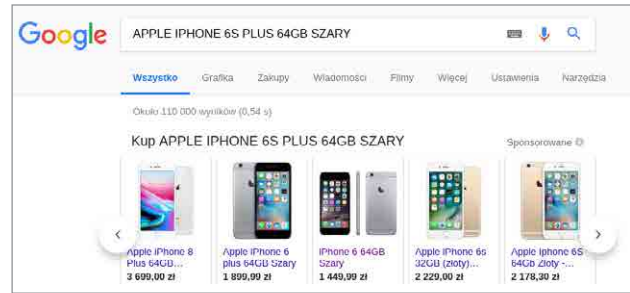 Google
APPLE IPHONE 6S PLUS 64GB SZARY
Wszystko Grafika Zakupy Wiadomości Filmy Więcej Ustawienia Narzędzia
Około 110 000 wyników (0,54 s)
Kup APPLE IPHONE 6S PLUS 64GB SZARY
Sponsorowane
Apple iPhone 8
Plus 64GB...
3 699,00 zł
Apple iPhone 6
plus 64GB Szary
1 899,99 zł
iPhone 6 64GB
Szary
1 449,99 zł
Apple iPhone 6s
32GB (złoty)...
2 229,00 zł
Apple Iphone 6S
64Gb Złoty -...
2 178,30 zł